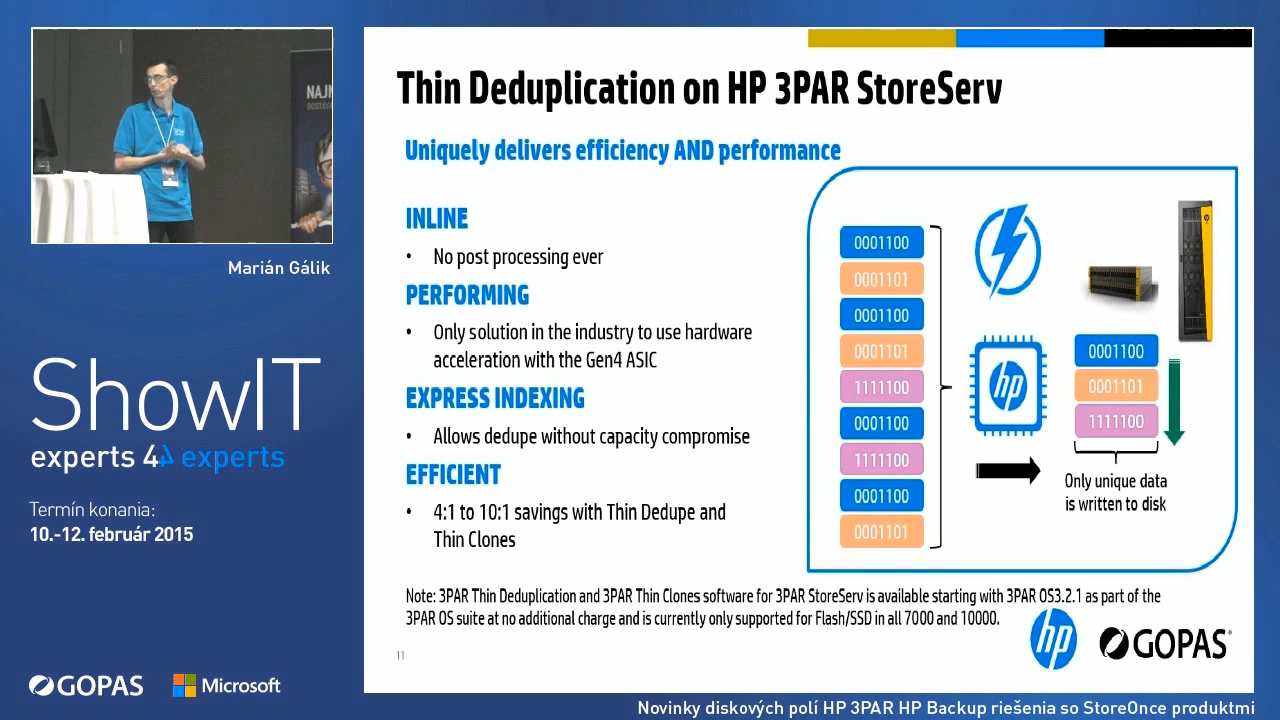 NAJN
DOSTÁVA
Marián Gálik
ShowIT
experts 4 experts
Termín konania:
10.-12. február 2015
GOPAS
Microsoft
Thin Deduplication on HP 3PAR StoreServ
Uniquely delivers efficiency AND performance
INLINE
• No post processing ever
PERFORMING
• Only solution in the industry to use hardware
acceleration with the Gen4 ASIC
EXPRESS INDEXING
• Allows dedupe without capacity compromise
EFFICIENT
• 4:1 to 10:1 savings with Thin Dedupe and
Thin Clones
0001100
0001101
0001100
0001101
1111100
0001100
1111100
0001100
0001101
hp
0001100
0001101
1111100
Only unique data
is written to disk
Note: 3PAR Thin Deduplication and 3PAR Thin Clones software for 3PAR StoreServ is available starting with 3PAR OS3.2.1 as part of the
3PAR OS suite at no additional charge and is currently only supported for Flash/SSD in all 7000 and 10000.
11
hp
GOPAS
Novinky diskových polí HP 3PAR HP Backup riešenia so StoreOnce produktmi